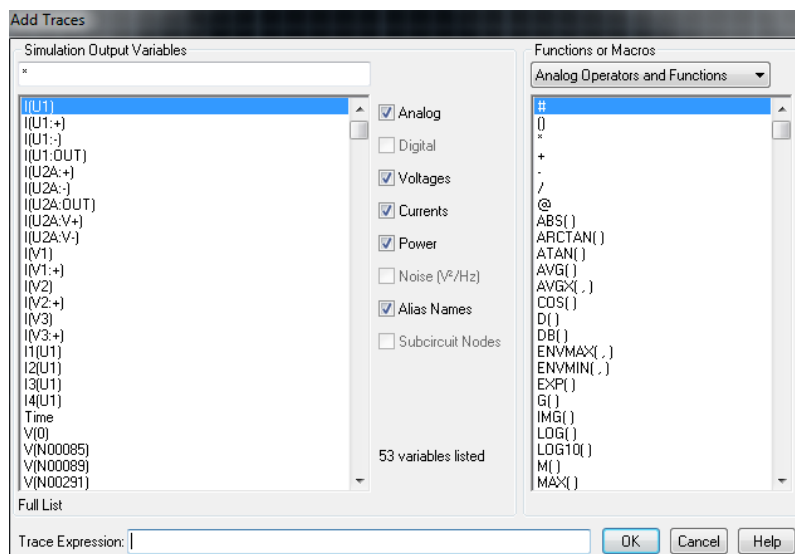 Add Traces
Simulation Output Variables
*
I(U1)
I(U1:+)
I(U1:-)
I(U1:OUT)
I(U2A:+)
I(U2A:-)
I(U2A:OUT)
I(U2A:V+)
I(U2A:V-)
I(V1)
I(V1:+)
I(V2)
I(V2:+)
I(V3)
I(V3:+)
I1(U1)
I2(U1)
I3(U1)
I4(U1)
Time
V(0)
V(N00085)
V(N00089)
V(N00291)
Full List
Analog
Digital
Voltages
Currents
Power
Noise (V²/Hz)
Alias Names
Subcircuit Nodes
53 variables listed
Functions or Macros
Analog Operators and Functions
#
()
*
+
-
/
@
ABS( )
ARCTAN( )
ATAN( )
AVG( )
AVGX( , )
COS( )
D( )
DB( )
ENVMAX( , )
ENVMIN( , )
EXP( )
G( )
IMG( )
LOG( )
LOG10( )
M( )
MAX( )
Trace Expression:
OK
Cancel
Help